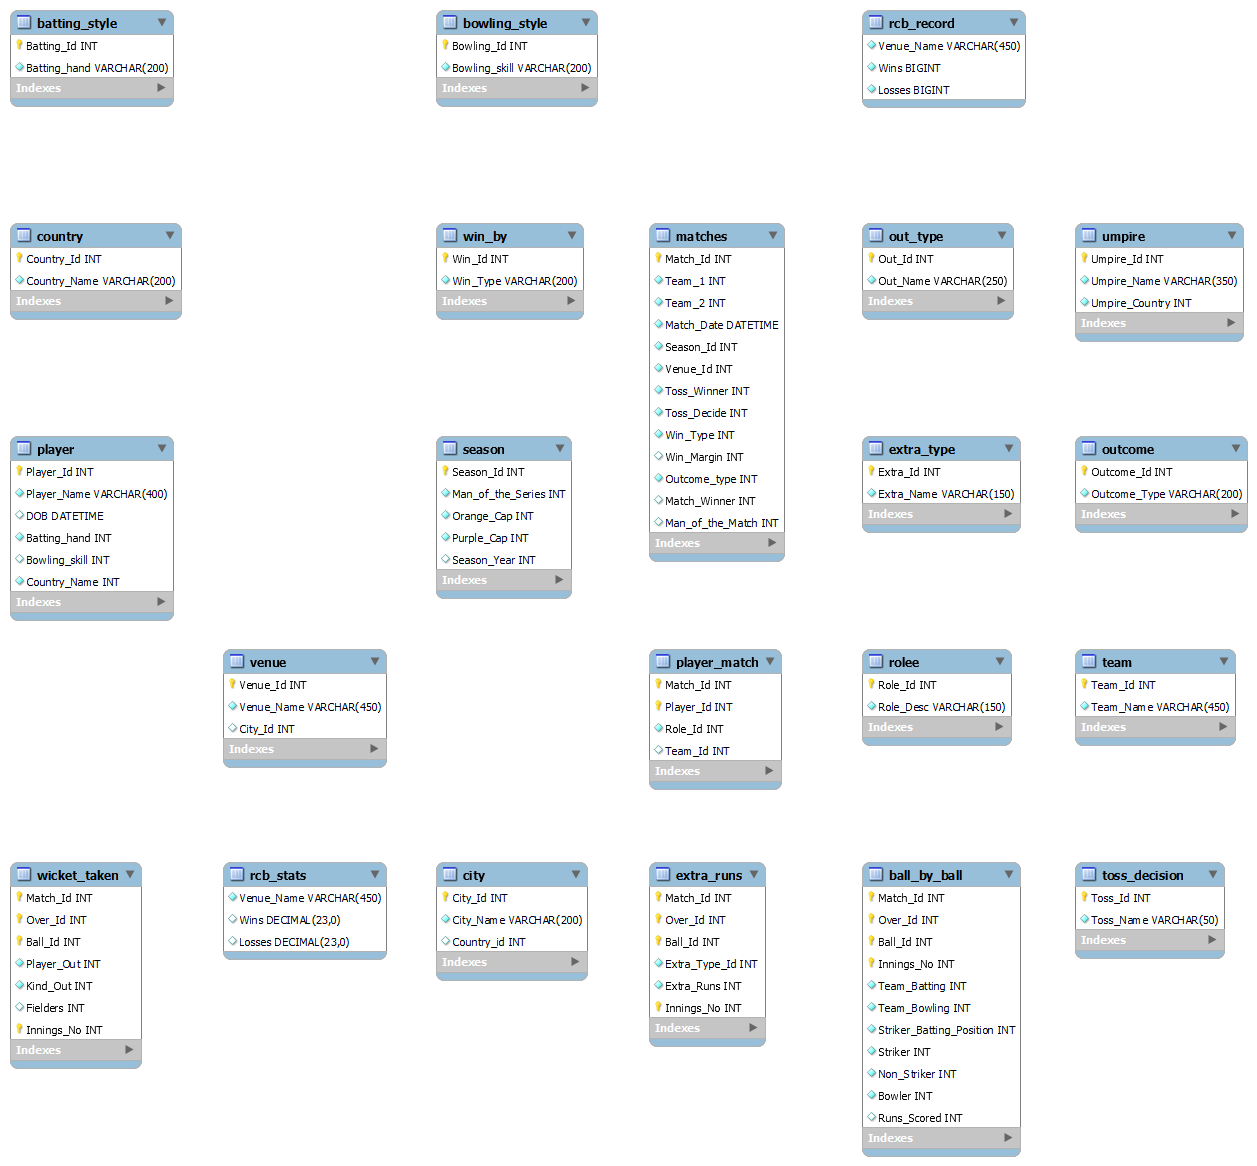 batting_style
Batting_Id INT
Batting_hand VARCHAR(200)
Indexes
bowling_style
Bowling_Id INT
Bowling_skill VARCHAR(200)
Indexes
rcb_record
Venue_Name VARCHAR(450)
Wins BIGINT
Losses BIGINT
country
Country_Id INT
Country_Name VARCHAR(200)
Indexes
win_by
Win_Id INT
Win_Type VARCHAR(200)
Indexes
matches
Match_Id INT
Team_1 INT
Team_2 INT
Match_Date DATETIME
Season_Id INT
Venue_Id INT
Toss_Winner INT
Toss_Decide INT
Win_Type INT
Win_Margin INT
Outcome_type INT
Match_Winner INT
Man_of_the_Match INT
Indexes
out_type
Out_Id INT
Out_Name VARCHAR(250)
Indexes
umpire
Umpire_Id INT
Umpire_Name VARCHAR(350)
Umpire_Country INT
Indexes
player
Player_Id INT
Player_Name VARCHAR(400)
DOB DATETIME
Batting_hand INT
Bowling_skill INT
Country_Name INT
Indexes
season
Season_Id INT
Man_of_the_Series INT
Orange_Cap INT
Purple_Cap INT
Season_Year INT
Indexes
extra_type
Extra_Id INT
Extra_Name VARCHAR(150)
Indexes
outcome
Outcome_Id INT
Outcome_Type VARCHAR(200)
Indexes
venue
Venue_Id INT
Venue_Name VARCHAR(450)
City_Id INT
Indexes
player_match
Match_Id INT
Player_Id INT
Role_Id INT
Team_Id INT
Indexes
rolee
Role_Id INT
Role_Desc VARCHAR(150)
Indexes
team
Team_Id INT
Team_Name VARCHAR(450)
Indexes
wicket_taken
Match_Id INT
Over_Id INT
Ball_Id INT
Player_Out INT
Kind_Out INT
Fielders INT
Innings_No INT
Indexes
rcb_stats
Venue_Name VARCHAR(450)
Wins DECIMAL(23,0)
Losses DECIMAL(23,0)
city
City_Id INT
City_Name VARCHAR(200)
Country_id INT
Indexes
extra_runs
Match_Id INT
Over_Id INT
Ball_Id INT
Extra_Type_Id INT
Extra_Runs INT
Innings_No INT
Indexes
ball_by_ball
Match_Id INT
Over_Id INT
Ball_Id INT
Innings_No INT
Team_Batting INT
Team_Bowling INT
Striker_Batting_Position INT
Striker INT
Non_Striker INT
Bowler INT
Runs_Scored INT
Indexes
toss_decision
Toss_Id INT
Toss_Name VARCHAR(50)
Indexes